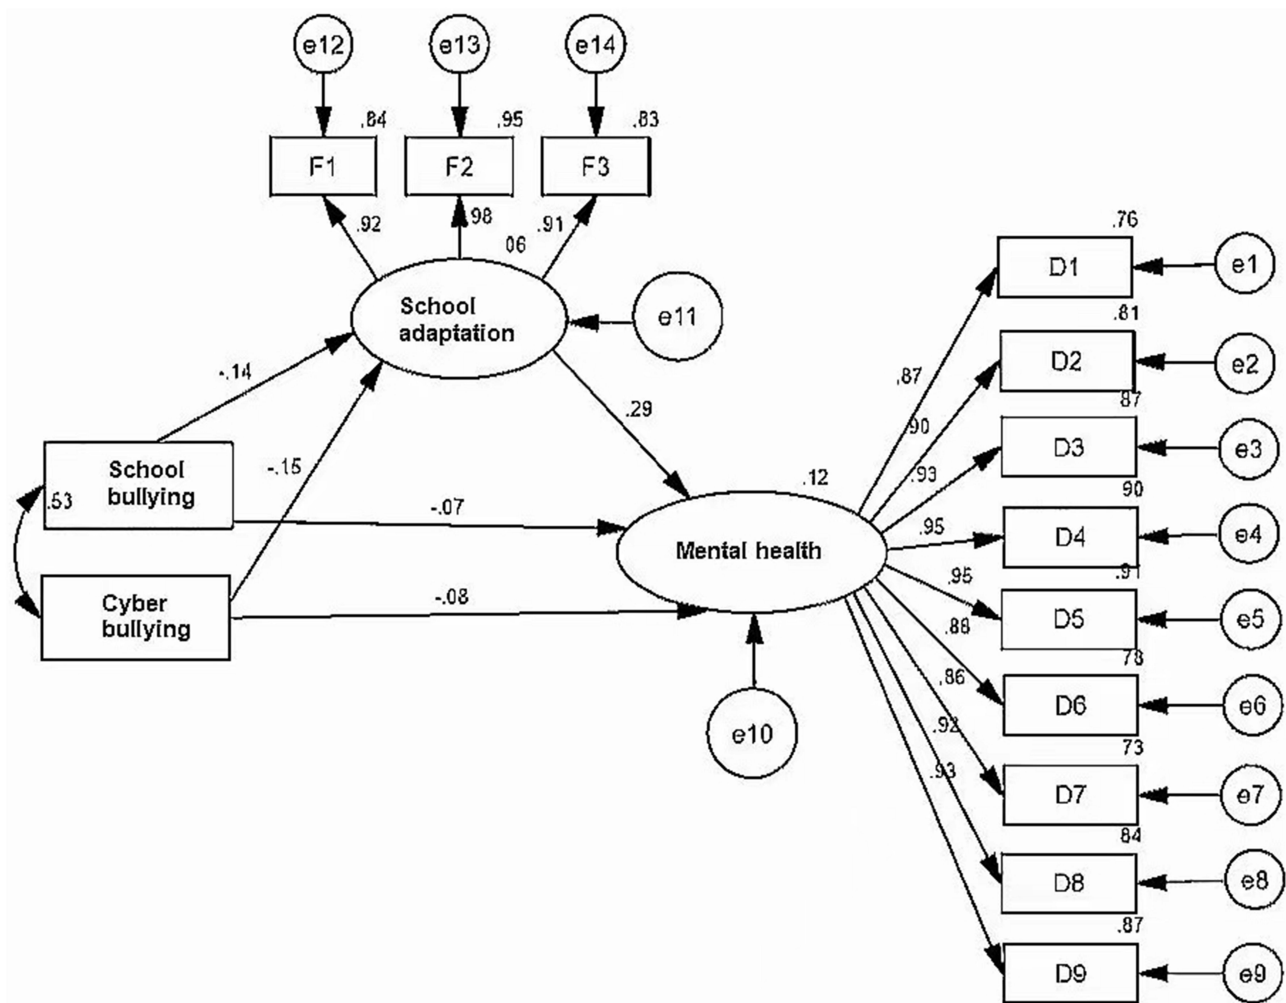 e12 e13 e14
.84 .95 .83
F1 F2 F3
.92 .98 .91
06
School
adaptation
e11
-.14
-.15
.29
School
bullying
.53
Cyber
bullying
-.07
-.08
.12
Mental health
e10
.87
.90
.93
.95
.95
.88
.86
.92
.93
.76
D1 e1
.81
D2 e2
87
D3 e3
90
D4 e4
.91
D5 e5
78
D6 e6
73
D7 e7
84
D8 e8
.87
D9 e9